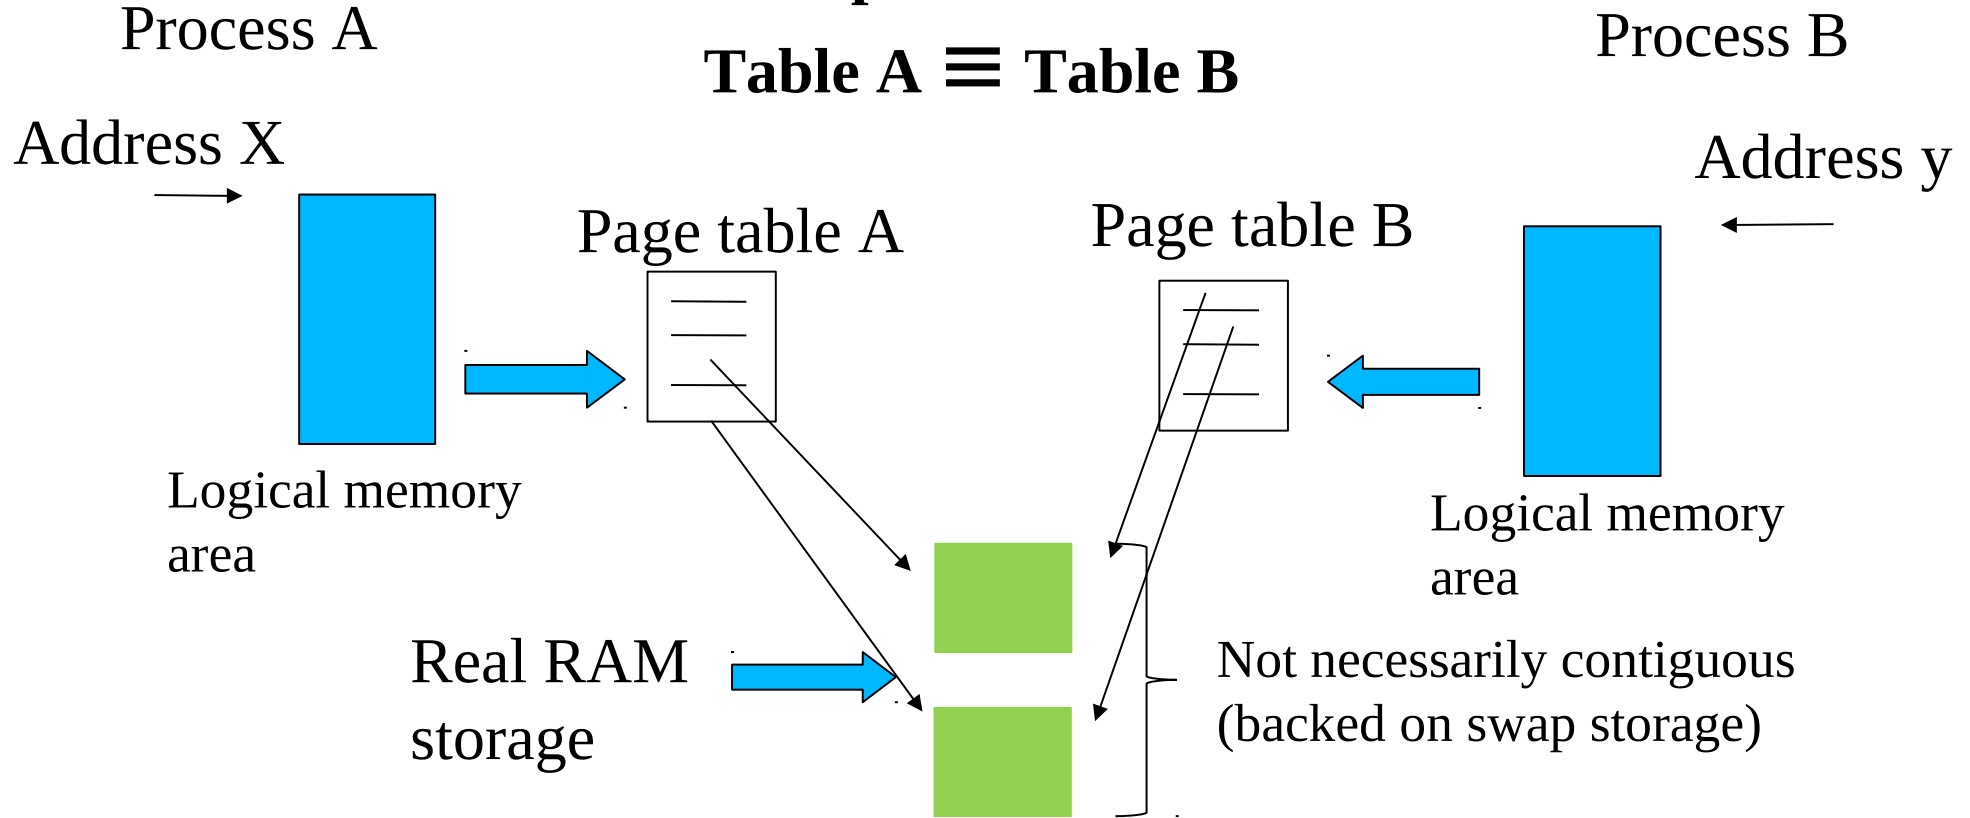 Process A
Process B
Table A ≡ Table B
Address X
Address y
Page table A
Page table B
Logical memory
area
Logical memory
area
Real RAM
storage
Not necessarily contiguous
(backed on swap storage)